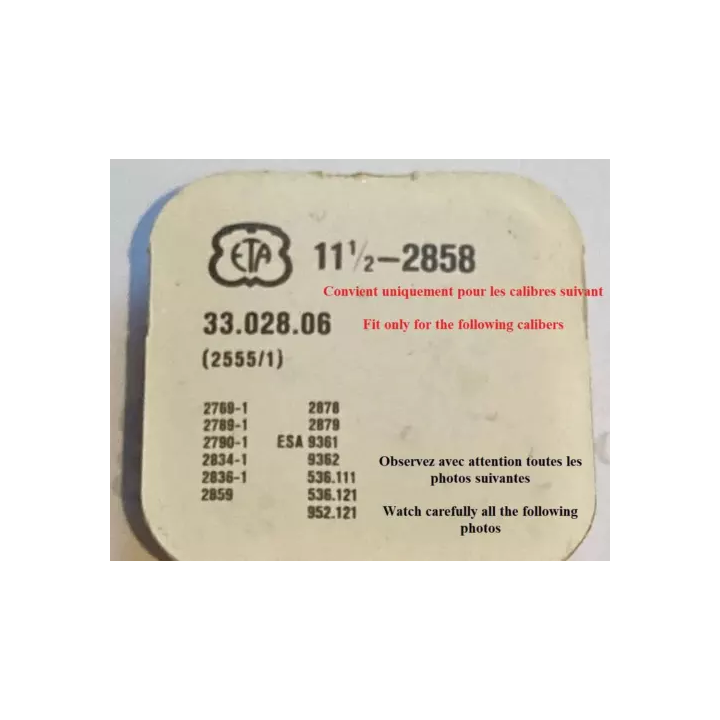 ETA 11 1/2-2858
Convient uniquement pour les calibres suivant
33.028.06 Fit only for the following calibers
(2555/1)
2769-1 2878
2789-1 2879
2790-1 ESA 9361
2834-1 9362
2836-1 536.111
2859 536.121
952.121
Observez avec attention toutes les
photos suivantes
Watch carefully all the following
photos